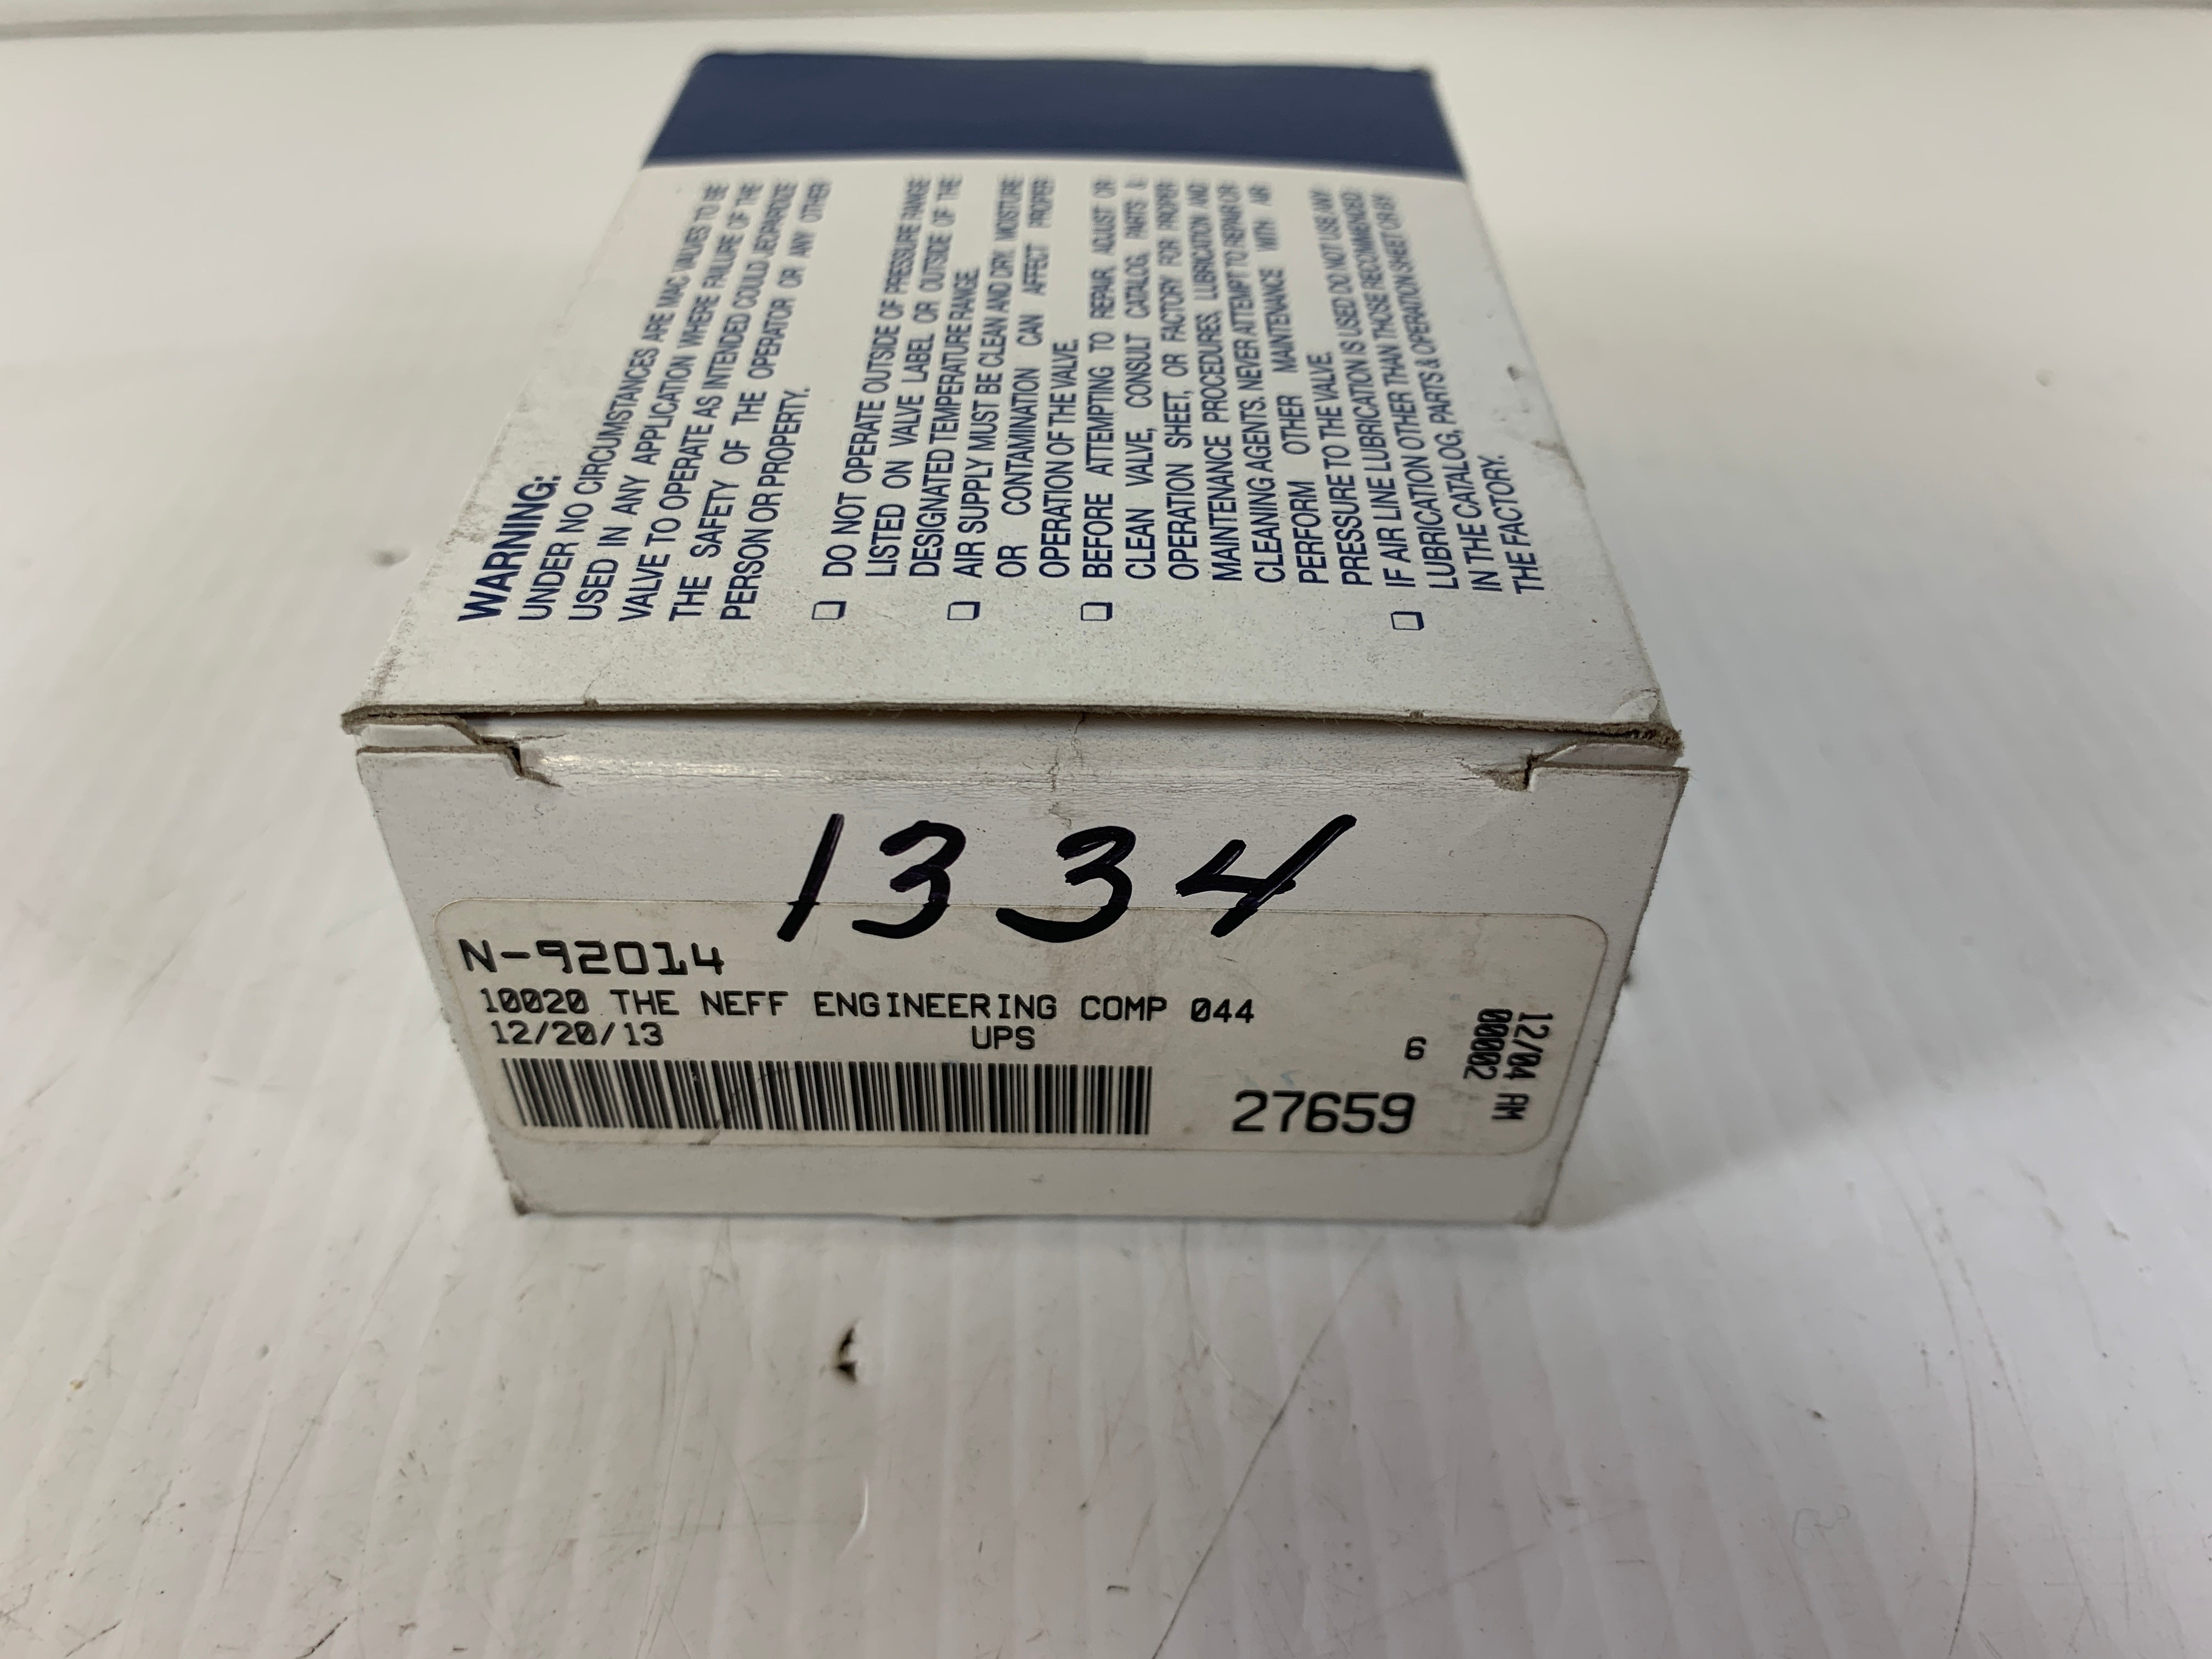 WARNING:
UNDER NO CIRCUMSTANCES ARE MAC VALVES TO BE
USED IN ANY APPLICATION WHERE FAILURE OF THE
VALVE TO OPERATE AS INTENDED COULD JEOPARDIZE
THE SAFETY OF THE OPERATOR OR ANY OTHER
PERSON OR PROPERTY.
❑ DO NOT OPERATE OUTSIDE OF PRESSURE RANGE
LISTED ON VALVE LABEL OR OUTSIDE OF THE
DESIGNATED TEMPERATURE RANGE.
❑ AIR SUPPLY MUST BE CLEAN AND DRY. MOISTURE
OR CONTAMINATION CAN AFFECT PROPER
OPERATION OF THE VALVE.
❑ BEFORE ATTEMPTING TO REPAIR, ADJUST OR
CLEAN VALVE, CONSULT CATALOG, PARTS &
OPERATION SHEET, OR FACTORY FOR PROPER
MAINTENANCE PROCEDURES, LUBRICATION AND
CLEANING AGENTS. NEVER ATTEMPT TO REPAIR OR
PERFORM OTHER MAINTENANCE WITH AIR
PRESSURE TO THE VALVE.
❑ IF AIR LINE LUBRICATION IS USED DO NOT USE ANY
LUBRICATION OTHER THAN THOSE RECOMMENDED
IN THE CATALOG, PARTS & OPERATION SHEET OR BY
THE FACTORY.
1334
N-92014
10020 THE NEFF ENGINEERING COMP 044
12/20/13 UPS 6
27659
12/04 AM
00002